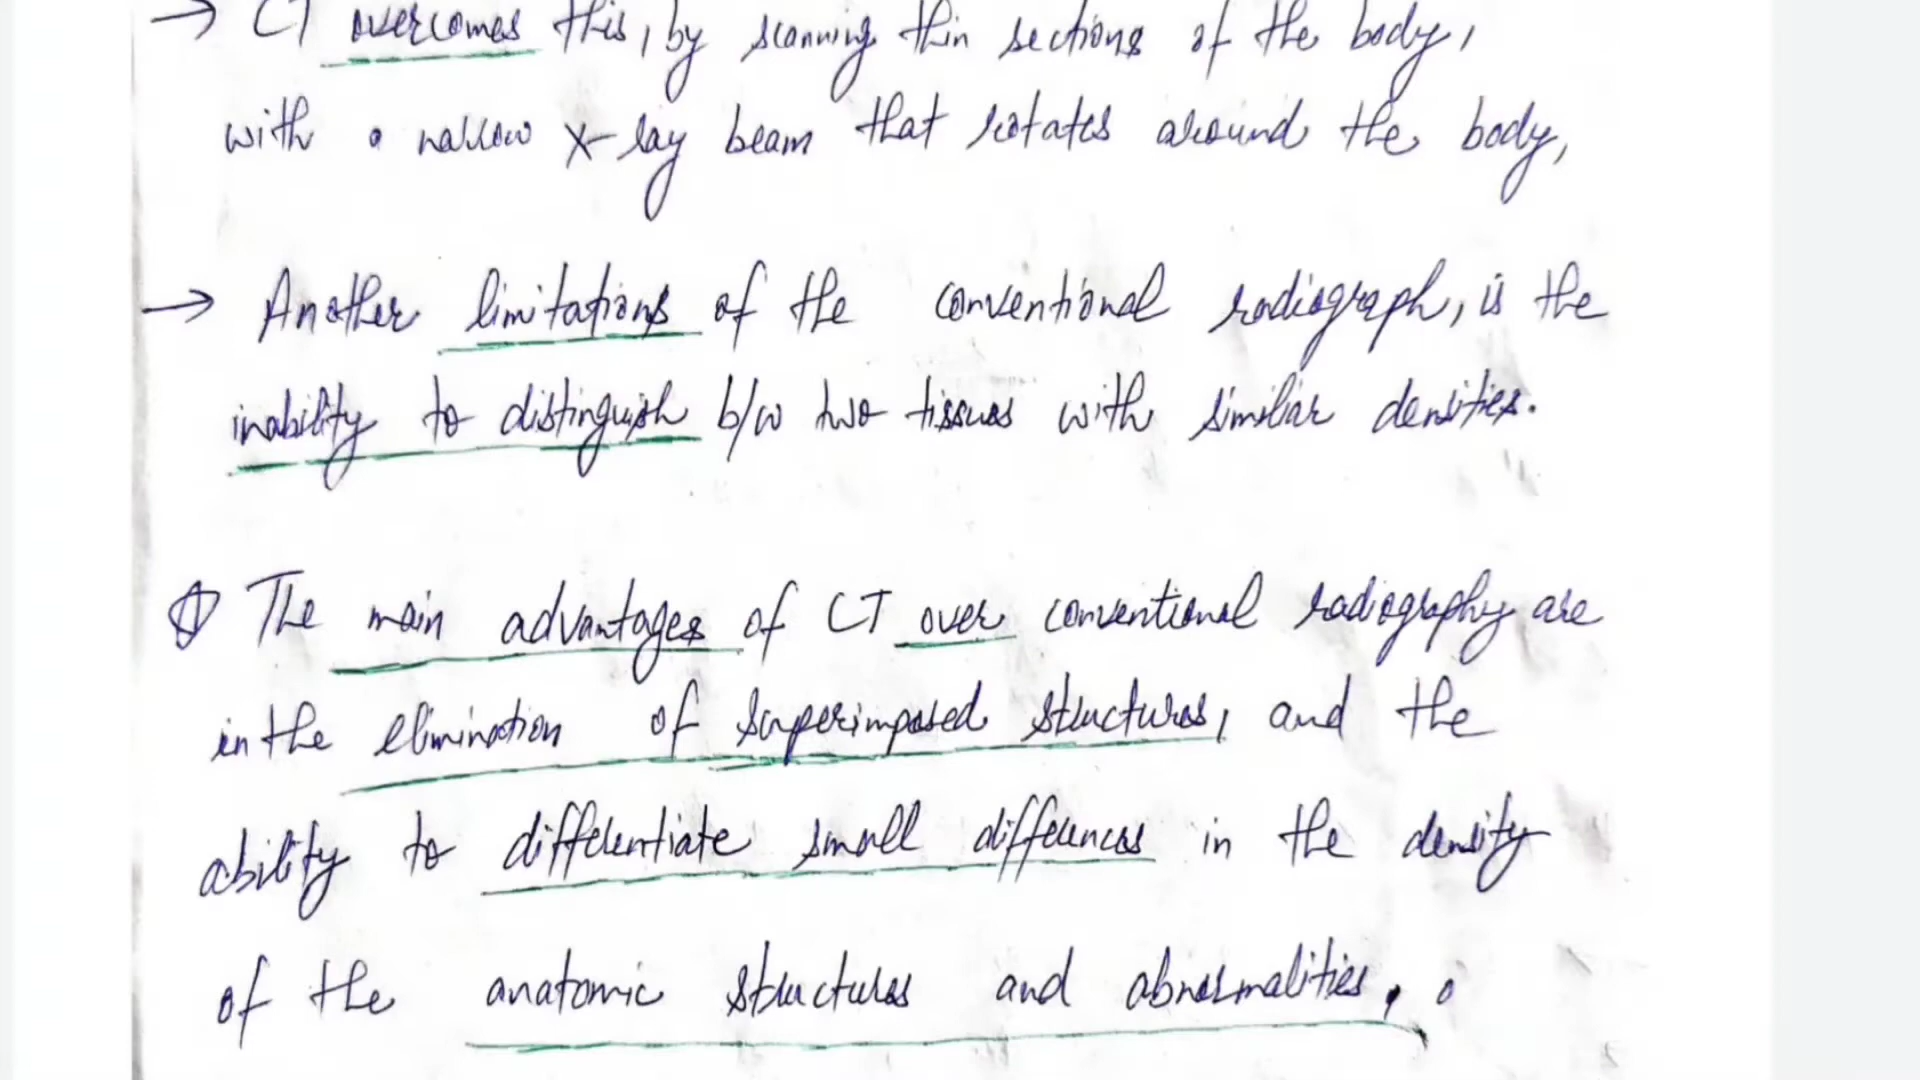 → CT overcomes this, by scanning thin sections of the body,
with a narrow X-ray beam that rotates around the body,
→ Another limitations of the conventional radiograph, is the
inability to distinguish b/w two tissues with similiar densities.
The main advantages of CT over conventional radiography are
in the elimination of superimposed structures, and the
ability to differentiate small differences in the density
of the anatomic structures and abnormalities.